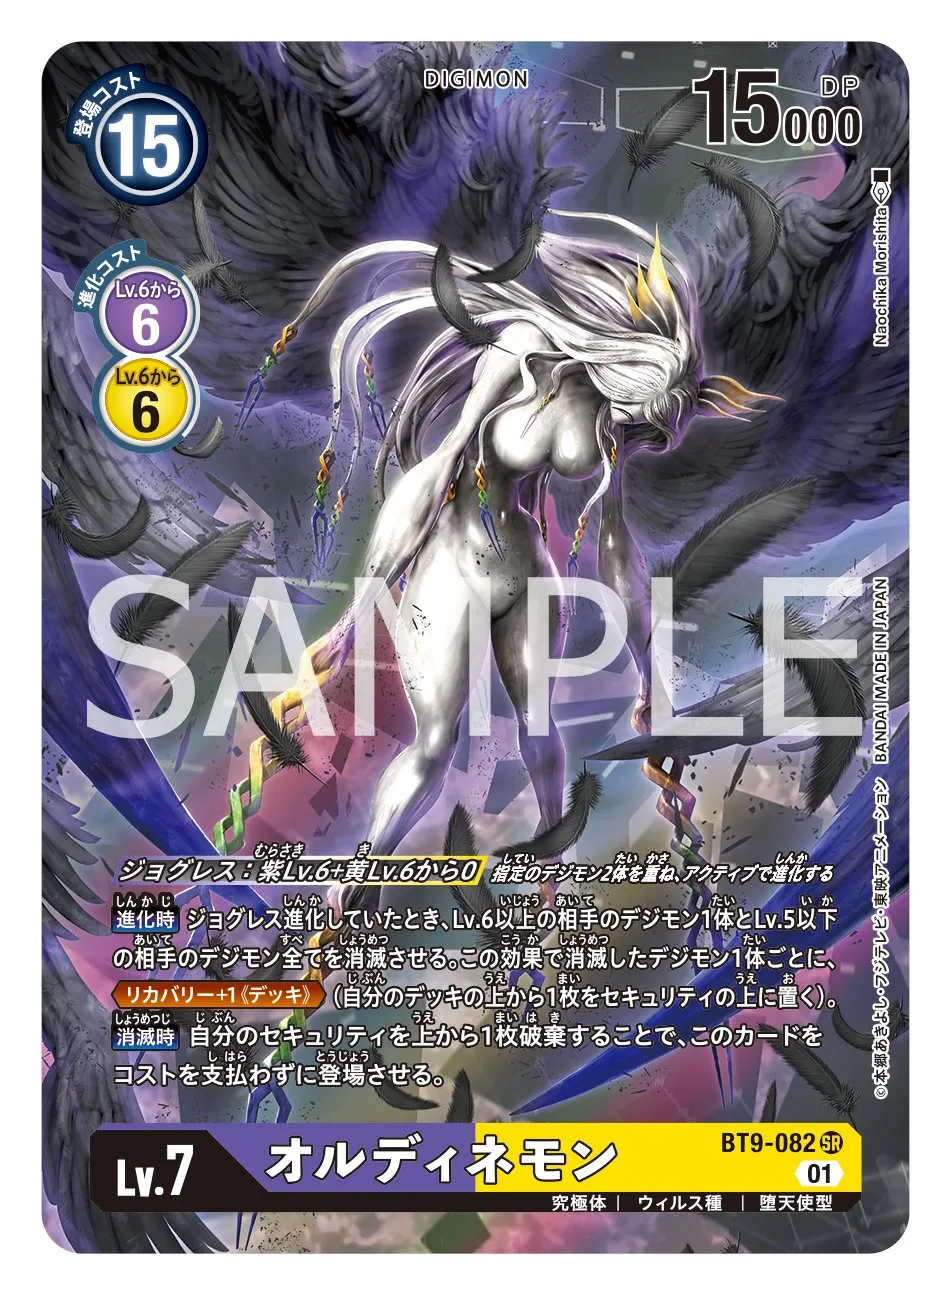 DIGIMON
登場コスト
15
15000
DP
進化コスト
Lv.6から
6
Lv.6から
6
Naochika Morishita
SAMPLE
©本郷あきよし・フジテレビ・東映アニメーション BANDAI MADE IN JAPAN
ジョグレス:紫Lv.6+黄Lv.6から0 指定のデジモン2体を重ね、アクティブで進化する
進化時 ジョグレス進化していたとき、Lv.6以上の相手のデジモン1体とLv.5以下
の相手のデジモン全てを消滅させる。この効果で消滅したデジモン1体ごとに、
リカバリー+1《デッキ》 (自分のデッキの上から1枚をセキュリティの上に置く)。
消滅時 自分のセキュリティを上から1枚破棄することで、このカードを
コストを支払わずに登場させる。
Lv.7
オルディネモン
BT9-082 SR
01
究極体 | ウィルス種 | 堕天使型